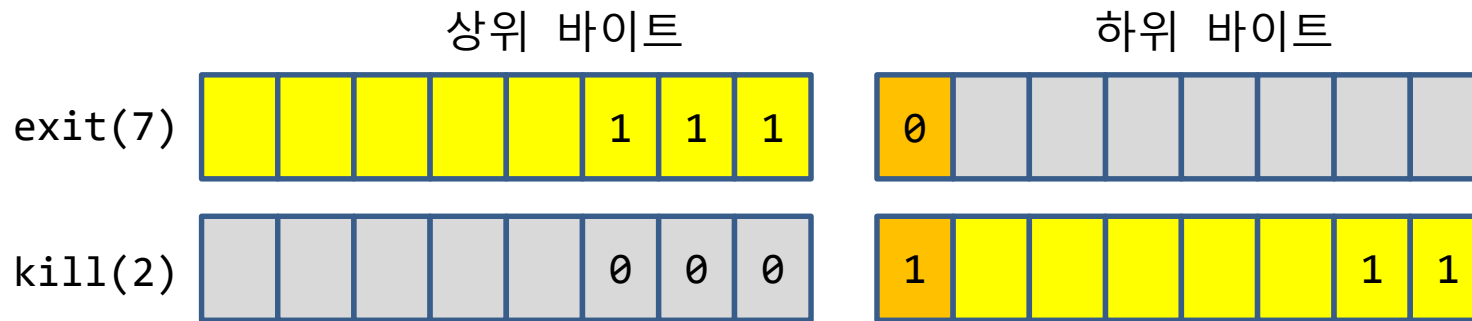 상위 바이트 하위 바이트
exit(7) 1 1 1 0
kill(2) 0 0 0 1 1 1